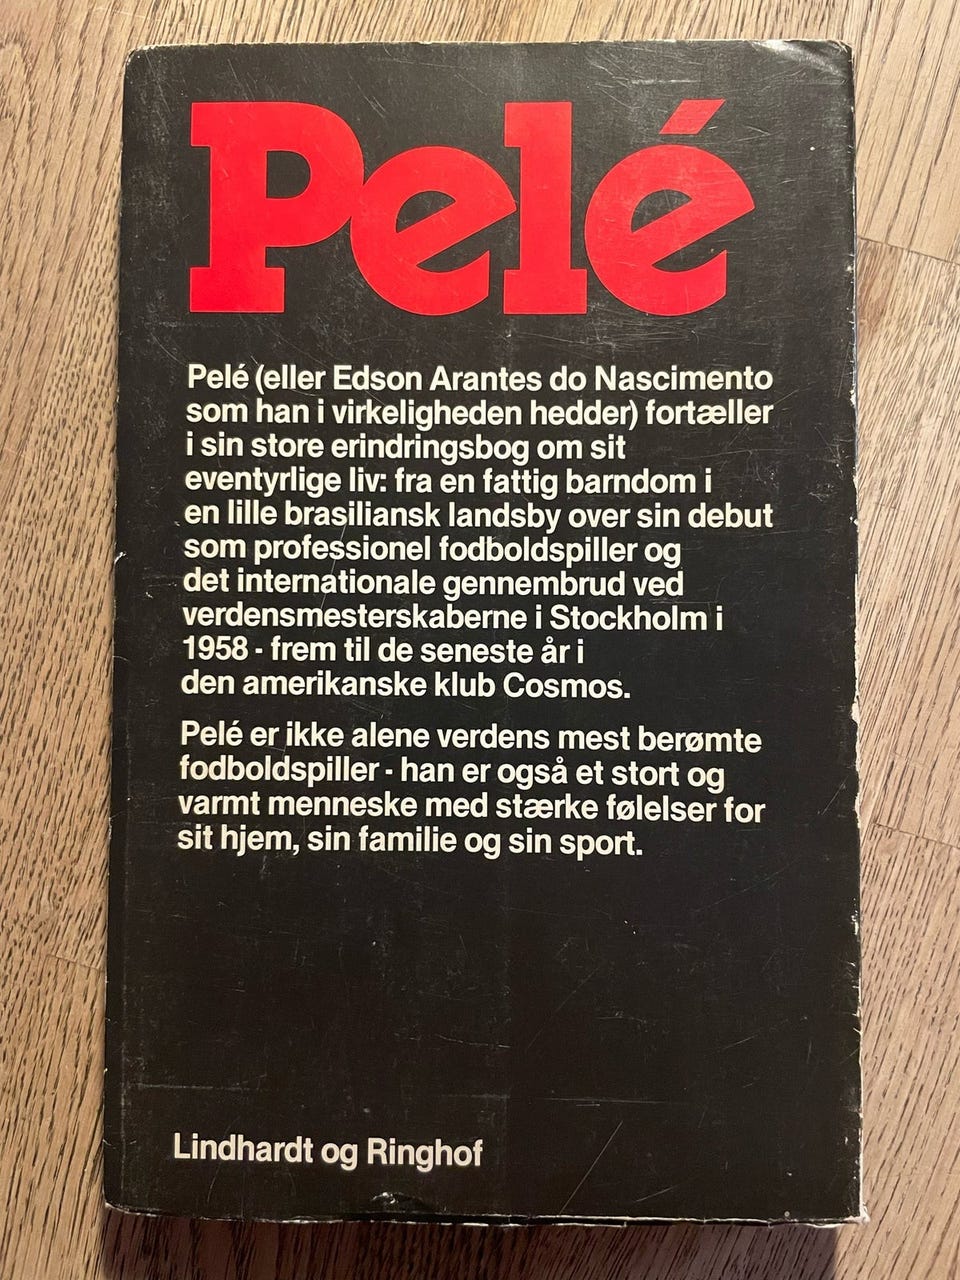 Pelé
Pelé (eller Edson Arantes do Nascimento
som han i virkeligheden hedder) fortæller
i sin store erindringsbog om sit
eventyrlige liv: fra en fattig barndom i
en lille brasiliansk landsby over sin debut
som professionel fodboldspiller og
det internationale gennembrud ved
verdensmesterskaberne i Stockholm i
1958 - frem til de seneste år i
den amerikanske klub Cosmos.
Pelé er ikke alene verdens mest berømte
fodboldspiller - han er også et stort og
varmt menneske med stærke følelser for
sit hjem, sin familie og sin sport.
Lindhardt og Ringhof